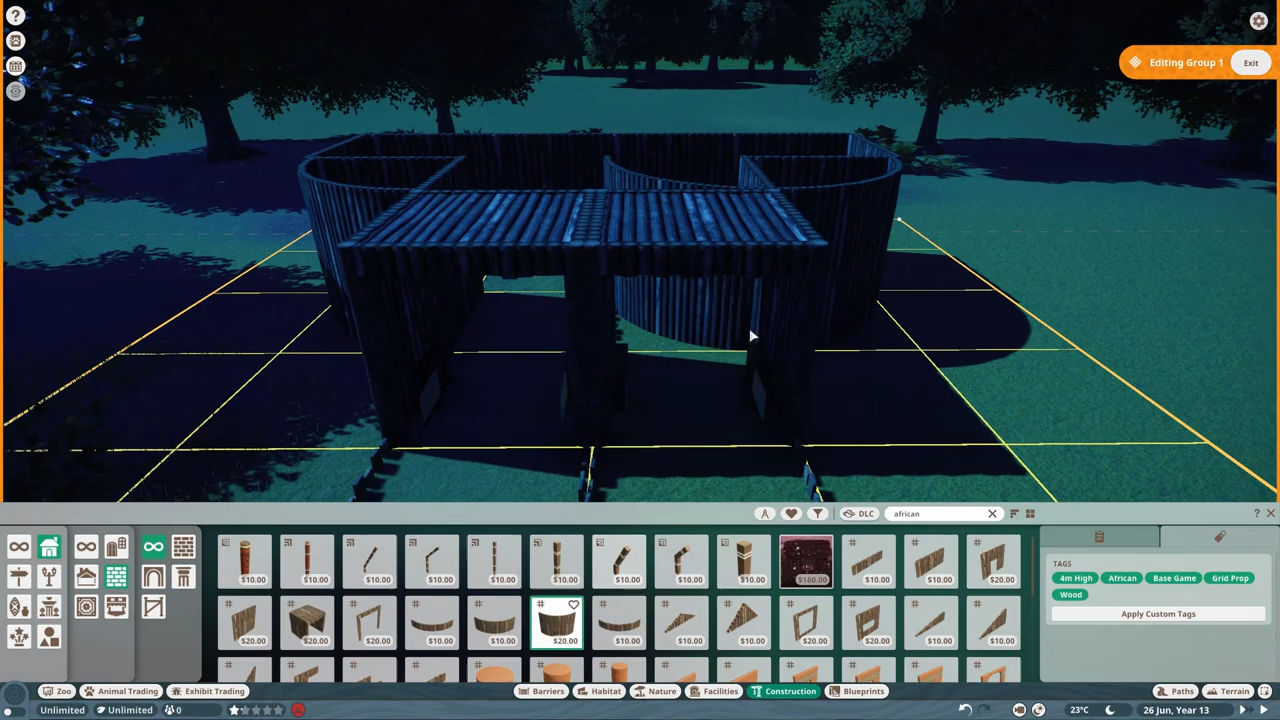 ?
Editing Group 1
Exit
DLC
african
?
$10.00 $10.00 $10.00 $10.00 $10.00 $10.00 $10.00 $10.00 $10.00 $160.00 $10.00 $10.00 $20.00
$20.00 $20.00 $20.00 $10.00 $10.00 $20.00 $10.00 $10.00 $10.00 $20.00 $20.00 $10.00 $10.00
TAGS
4m High African Base Game Grid Prop
Wood
Apply Custom Tags
Zoo Animal Trading Exhibit Trading Barriers Habitat Nature Facilities Construction Blueprints Paths Terrain
Unlimited Unlimited 0 23°C 26 Jun, Year 13